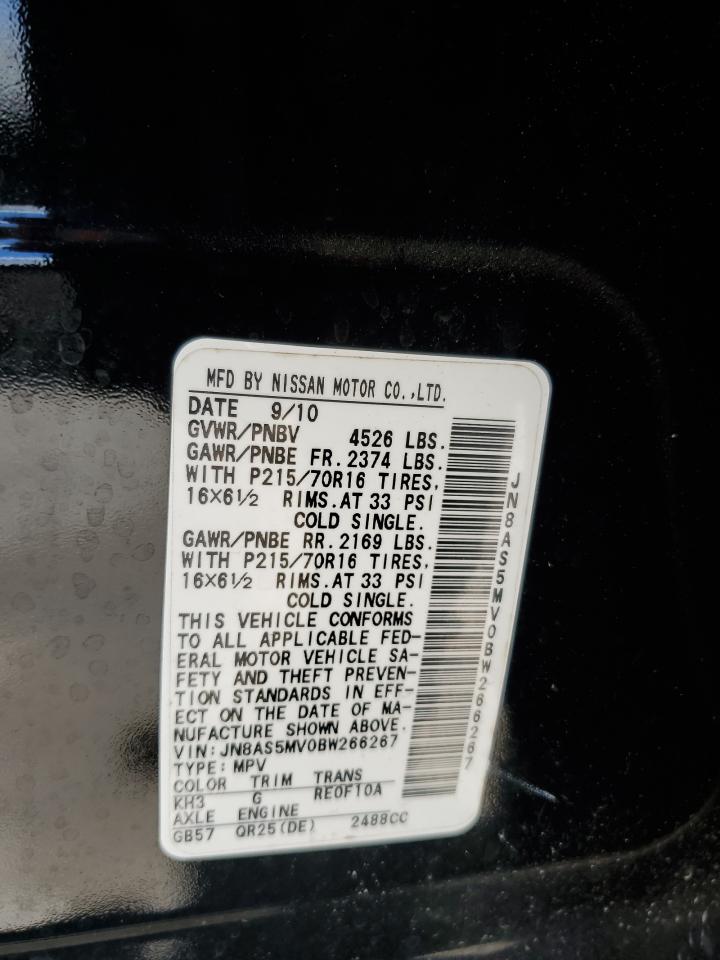 MFD BY NISSAN MOTOR CO.,LTD.
DATE 9/10
GVWR/PNBV 4526 LBS.
GAWR/PNBE FR. 2374 LBS.
WITH P215/70R16 TIRES,
16×6½ RIMS. AT 33 PSI
COLD SINGLE.
GAWR/PNBE RR. 2169 LBS.
WITH P215/70R16 TIRES,
16×6½ RIMS. AT 33 PSI
COLD SINGLE.
THIS VEHICLE CONFORMS
TO ALL APPLICABLE FED-
ERAL MOTOR VEHICLE SA-
FETY AND THEFT PREVEN-
TION STANDARDS IN EFF-
ECT ON THE DATE OF MA-
NUFACTURE SHOWN ABOVE.
VIN: JN8AS5MV0BW266267
TYPE: MPV
COLOR TRIM TRANS
KH3 G RE0F10A
AXLE ENGINE
GB57 QR25(DE) 2488CC
JN8AS5MV0BW266267